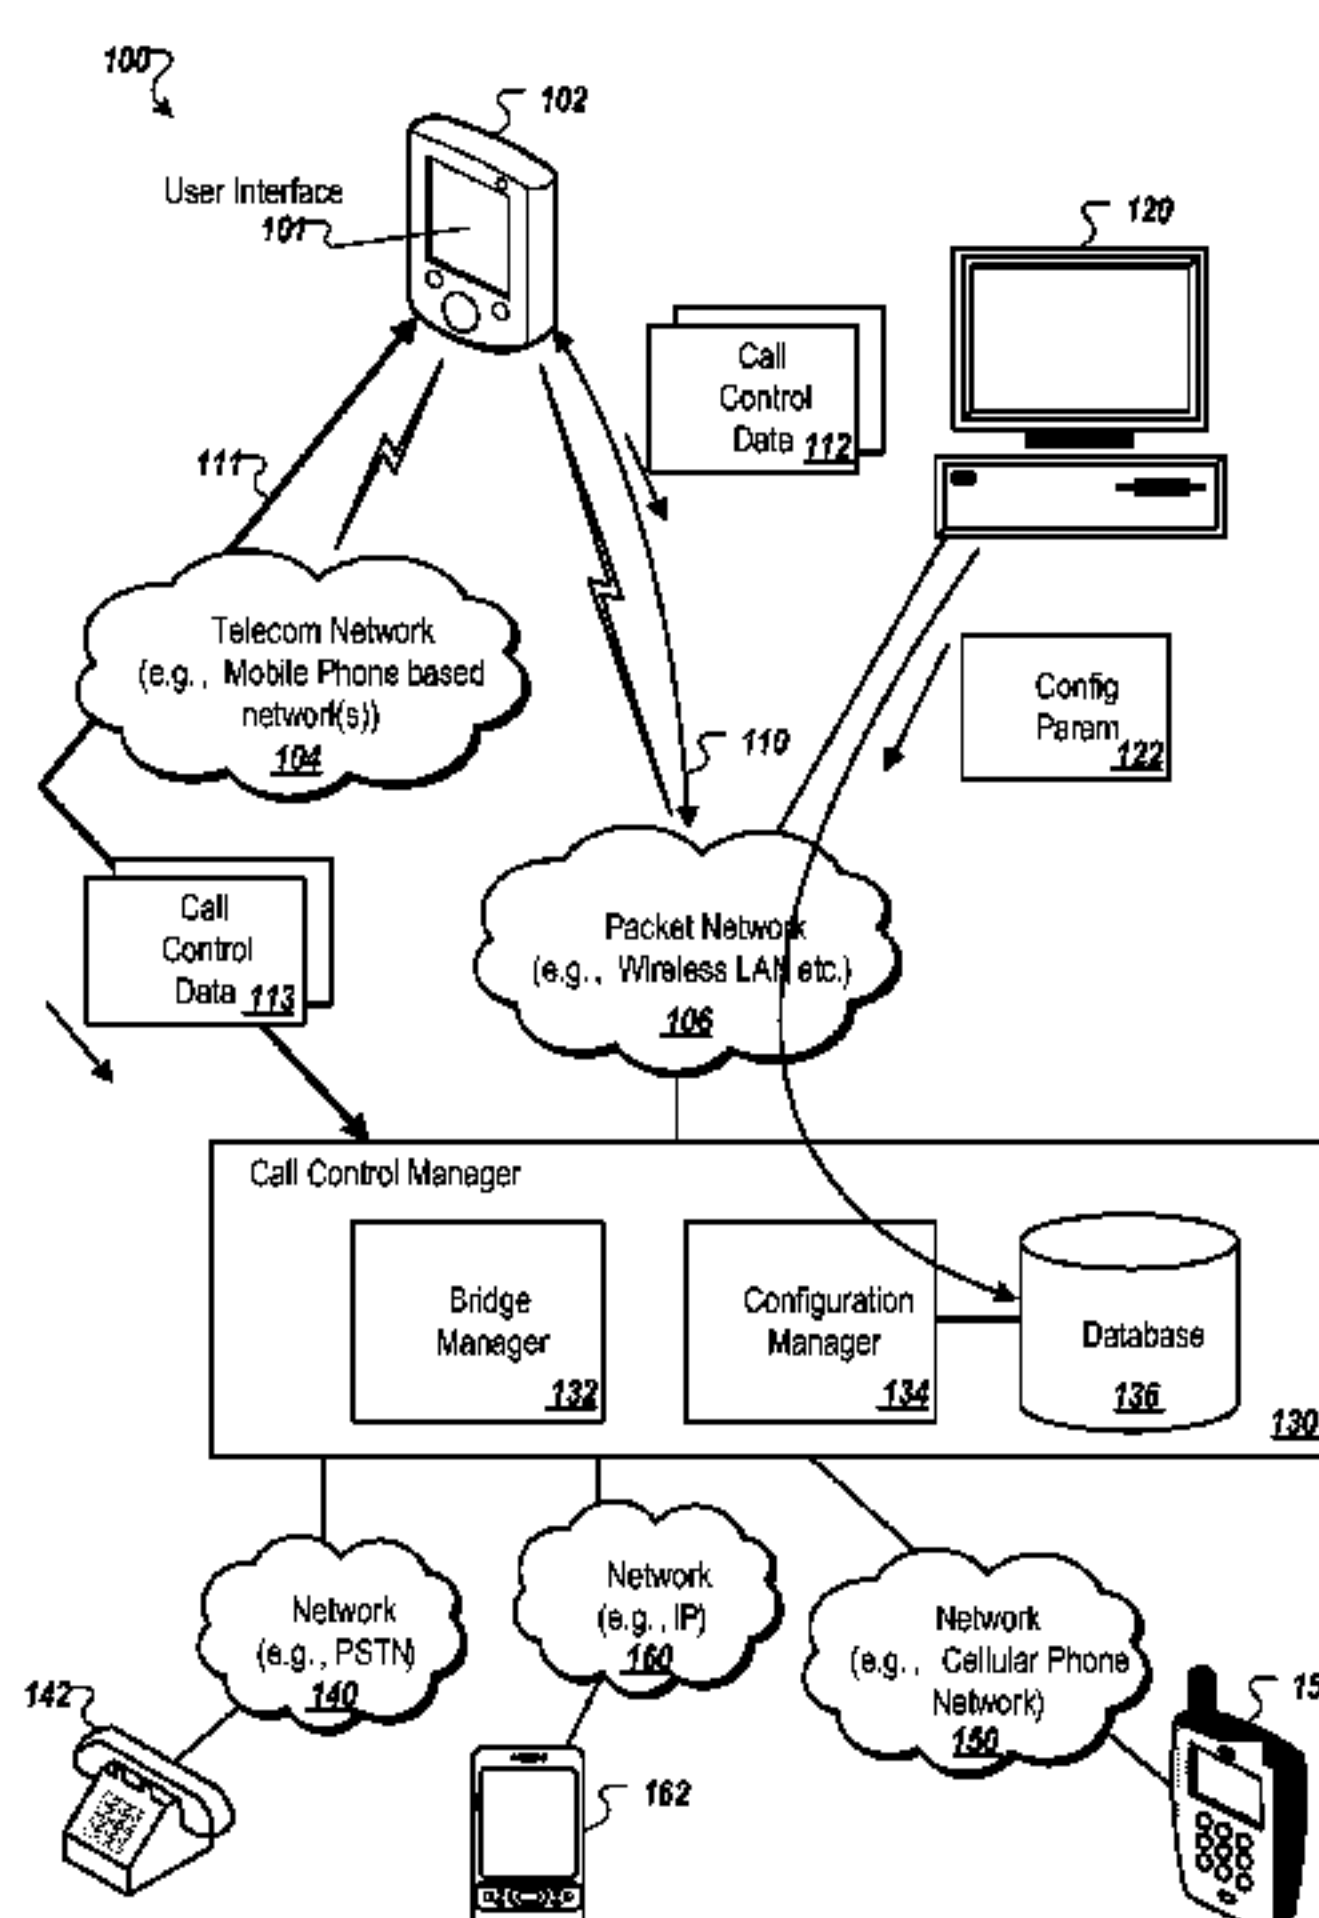 100
102
User Interface
101
120
Call
Control
Data 112
111
Telecom Network
(e.g., Mobile Phone based
network(s))
104
Config
Param 122
110
Call
Control
Data 113
Packet Network
(e.g., Wireless LAN etc.)
106
Call Control Manager
Bridge
Manager
132
Configuration
Manager
134
Database
136
130
Network
(e.g., PSTN)
140
Network
(e.g., IP)
160
Network
(e.g., Cellular Phone
Network)
150
142
162